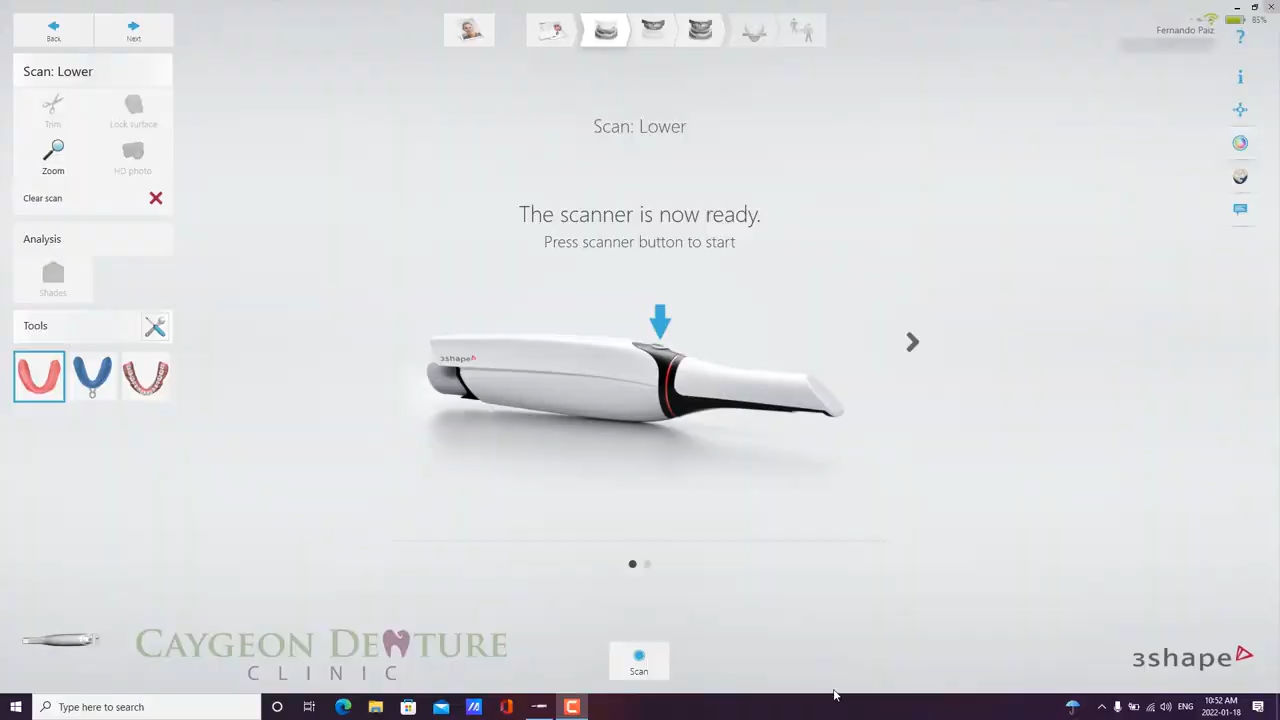 Back
Next
Fernando Paiz
85%
Scan: Lower
Trim
Lock surface
Zoom
HD photo
Clear scan
Analysis
Shades
Tools
Scan: Lower
The scanner is now ready.
Press scanner button to start
3shape
CAYGEON DENTURE
CLINIC
Scan
3shape
Type here to search
ENG
10:52 AM
2022-01-18